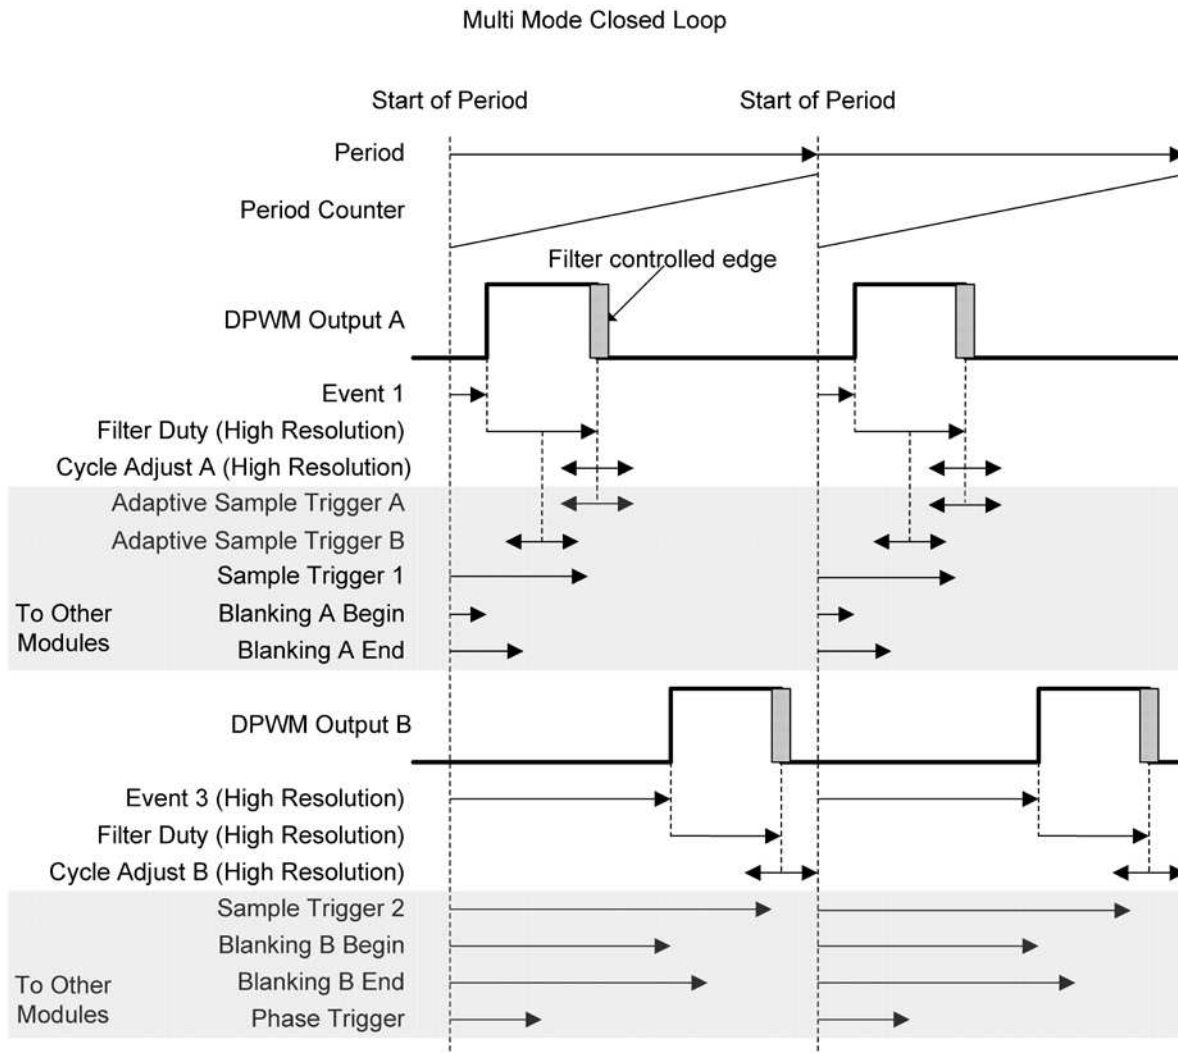 Multi Mode Closed Loop
Start of Period
Start of Period
Period
Period Counter
Filter controlled edge
DPWM Output A
Event 1
Filter Duty (High Resolution)
Cycle Adjust A (High Resolution)
Adaptive Sample Trigger A
Adaptive Sample Trigger B
Sample Trigger 1
To Other
Modules
Blanking A Begin
Blanking A End
DPWM Output B
Event 3 (High Resolution)
Filter Duty (High Resolution)
Cycle Adjust B (High Resolution)
Sample Trigger 2
Blanking B Begin
Blanking B End
To Other
Modules
Phase Trigger